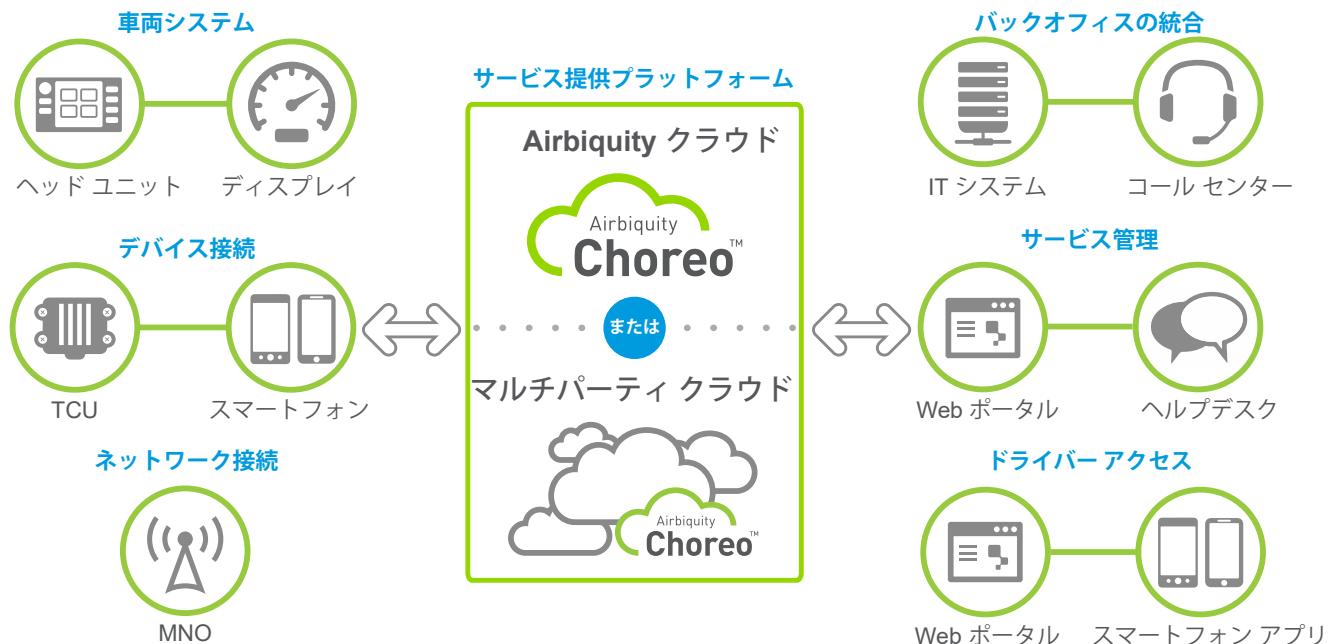 車両システム
ヘッド ユニット
ディスプレイ
デバイス接続
TCU
スマートフォン
ネットワーク接続
MNO
サービス提供プラットフォーム
Airbiquity クラウド
Airbiquity
Choreo™
または
マルチパーティ クラウド
Airbiquity
Choreo™
バックオフィスの統合
IT システム
コール センター
サービス管理
Web ポータル
ヘルプデスク
ドライバー アクセス
Web ポータル
スマートフォン アプリ